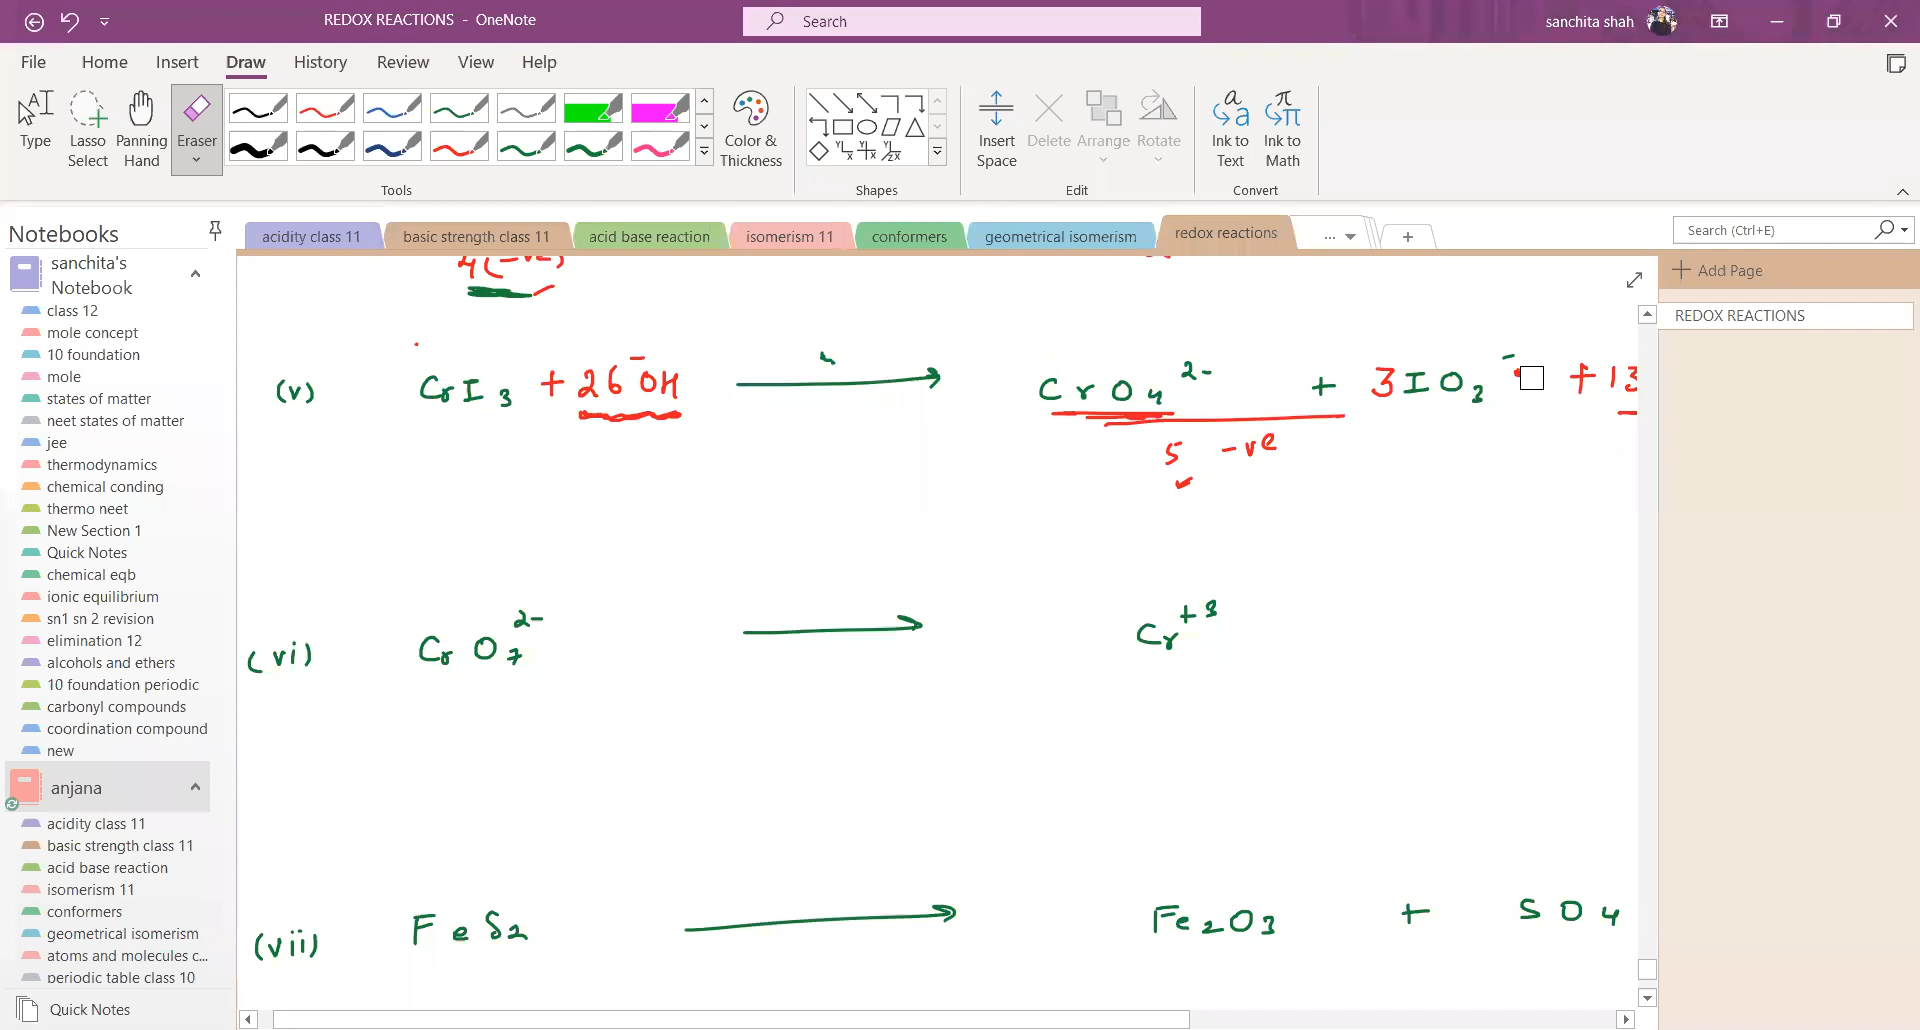 REDOX REACTIONS - OneNote
Search
sanchita shah
File Home Insert Draw History Review View Help
Type
Lasso Select
Panning Hand
Eraser
Color & Thickness
Insert Space
Delete
Arrange
Rotate
Ink to Text
Ink to Math
Tools
Shapes
Edit
Convert
Notebooks
acidity class 11
basic strength class 11
acid base reaction
isomerism 11
conformers
geometrical isomerism
redox reactions
...
Search (Ctrl+E)
Add Page
REDOX REACTIONS
sanchita's Notebook
class 12
mole concept
10 foundation
mole
states of matter
neet states of matter
jee
thermodynamics
chemical conding
thermo neet
New Section 1
Quick Notes
chemical eqb
ionic equilibrium
sn1 sn 2 revision
elimination 12
alcohols and ethers
10 foundation periodic
carbonyl compounds
coordination compound
new
anjana
acidity class 11
basic strength class 11
acid base reaction
isomerism 11
conformers
geometrical isomerism
atoms and molecules c...
periodic table class 10
Quick Notes
4(-ve)
(v) CrI₃ + 26 ⁻OH → CrO₄²⁻ + 3IO₃⁻ + 13
5 -ve
(vi) CrO₇²⁻ → Cr⁺³
(vii) FeS₂ → Fe₂O₃ + SO₄